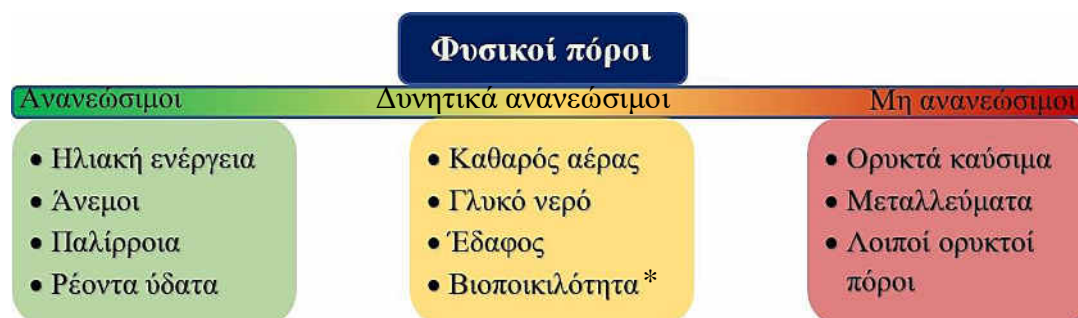 Φυσικοί πόροι
Ανανεώσιμοι
Δυνητικά ανανεώσιμοι
Μη ανανεώσιμοι
• Ηλιακή ενέργεια
• Άνεμοι
• Παλίρροια
• Ρέοντα ύδατα
• Καθαρός αέρας
• Γλυκό νερό
• Έδαφος
• Βιοποικιλότητα*
• Ορυκτά καύσιμα
• Μεταλλεύματα
• Λοιποί ορυκτοί
πόροι